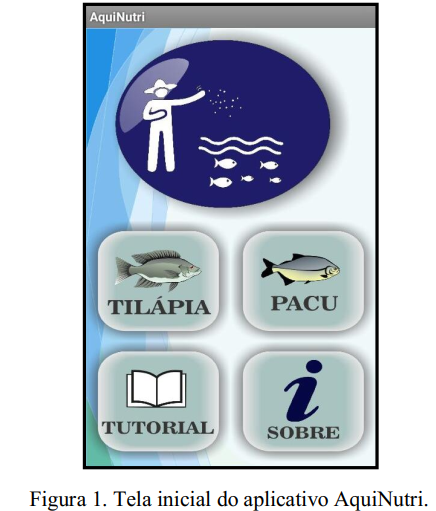 AquiNutri
TILÁPIA
PACU
TUTORIAL
i
SOBRE
Figura 1. Tela inicial do aplicativo AquiNutri.